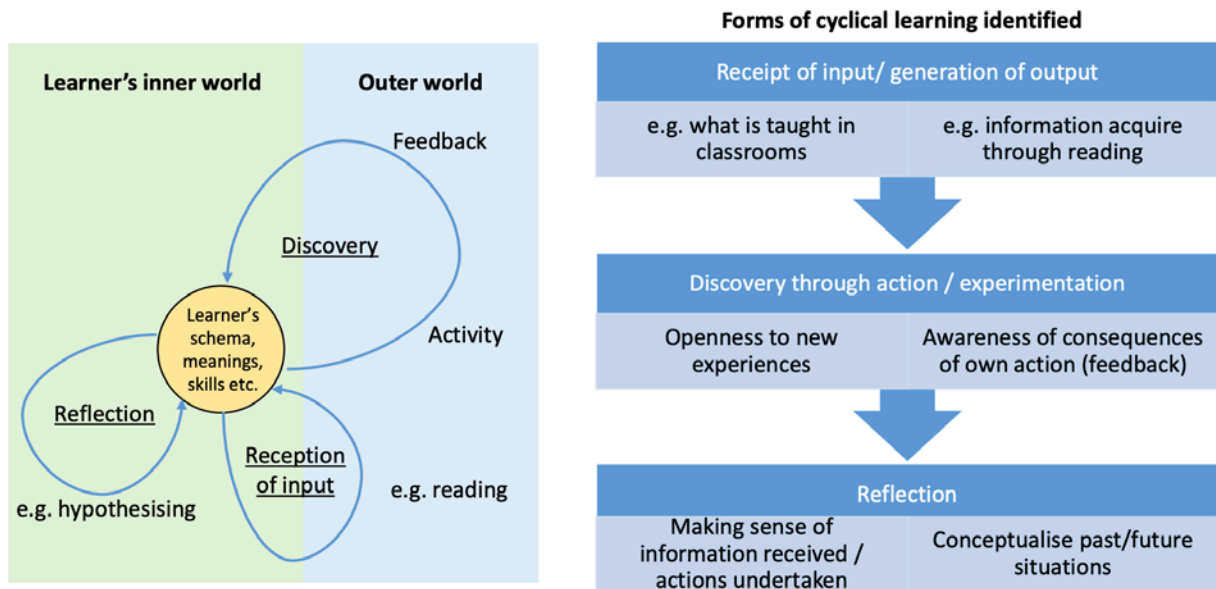 Learner's inner world
Outer world
Feedback
Discovery
Learner's
schema,
meanings,
skills etc.
Activity
Reflection
Reception
of input
e.g. hypothesising
e.g. reading
Forms of cyclical learning identified
Receipt of input/ generation of output
e.g. what is taught in
classrooms
e.g. information acquire
through reading
Discovery through action / experimentation
Openness to new
experiences
Awareness of consequences
of own action (feedback)
Reflection
Making sense of
information received /
actions undertaken
Conceptualise past/future
situations